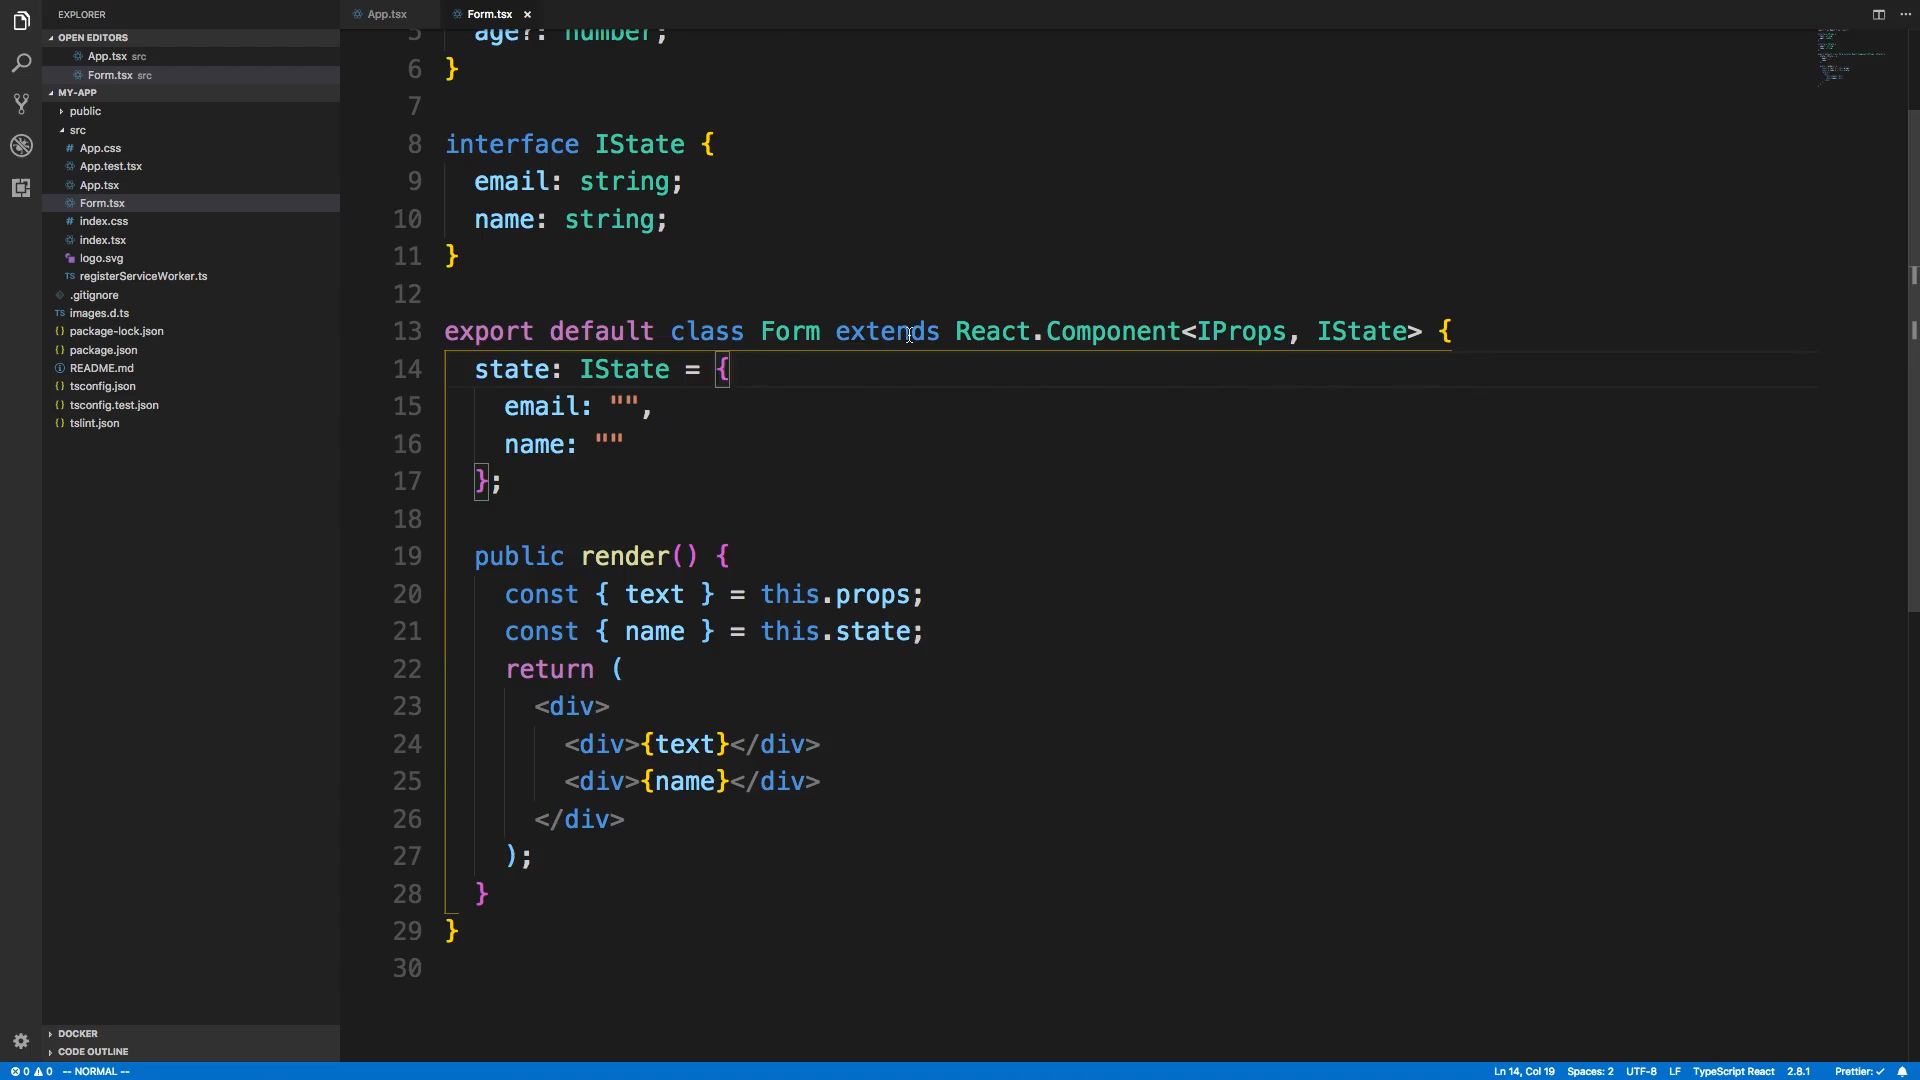 EXPLORER
OPEN EDITORS
App.tsx src
Form.tsx src
MY-APP
public
src
# App.css
App.test.tsx
App.tsx
Form.tsx
# index.css
index.tsx
logo.svg
TS registerServiceWorker.ts
.gitignore
TS images.d.ts
{} package-lock.json
{} package.json
README.md
{} tsconfig.json
{} tsconfig.test.json
{} tslint.json
DOCKER
CODE OUTLINE
App.tsx
Form.tsx ×
5 age?: number;
6 }
7
8 interface IState {
9 email: string;
10 name: string;
11 }
12
13 export default class Form extends React.Component<IProps, IState> {
14 state: IState = {
15 email: "",
16 name: ""
17 };
18
19 public render() {
20 const { text } = this.props;
21 const { name } = this.state;
22 return (
23 <div>
24 <div>{text}</div>
25 <div>{name}</div>
26 </div>
27 );
28 }
29 }
30
0 0 -- NORMAL --
Ln 14, Col 19 Spaces: 2 UTF-8 LF TypeScript React 2.8.1 Prettier: ✓